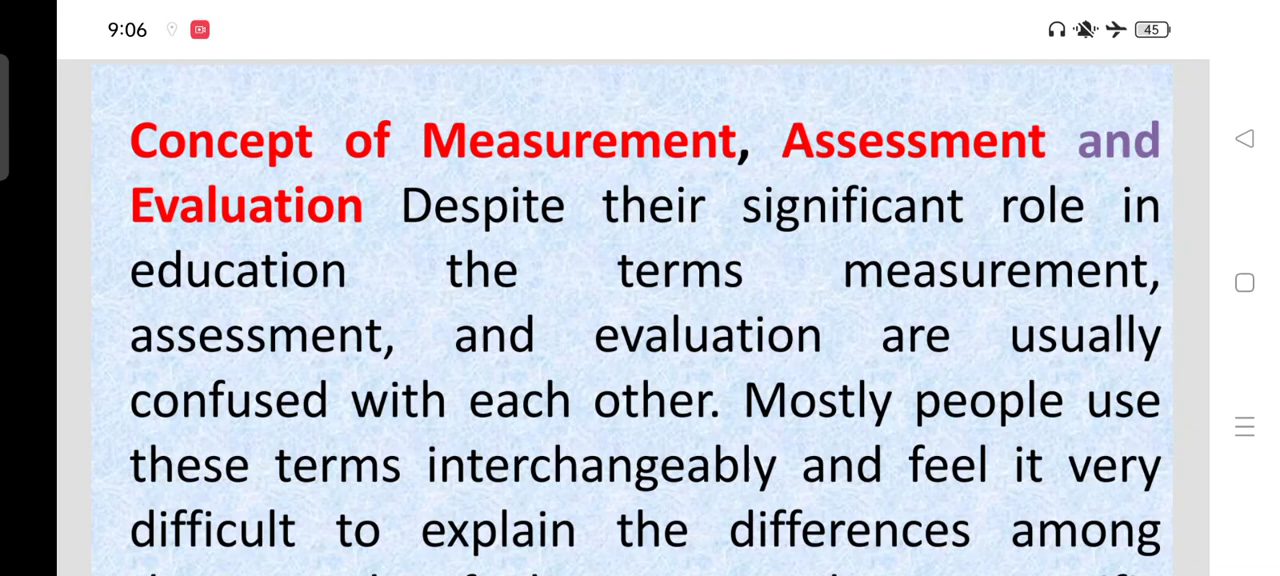 9:06
45
Concept of Measurement, Assessment and
Evaluation Despite their significant role in
education the terms measurement,
assessment, and evaluation are usually
confused with each other. Mostly people use
these terms interchangeably and feel it very
difficult to explain the differences among